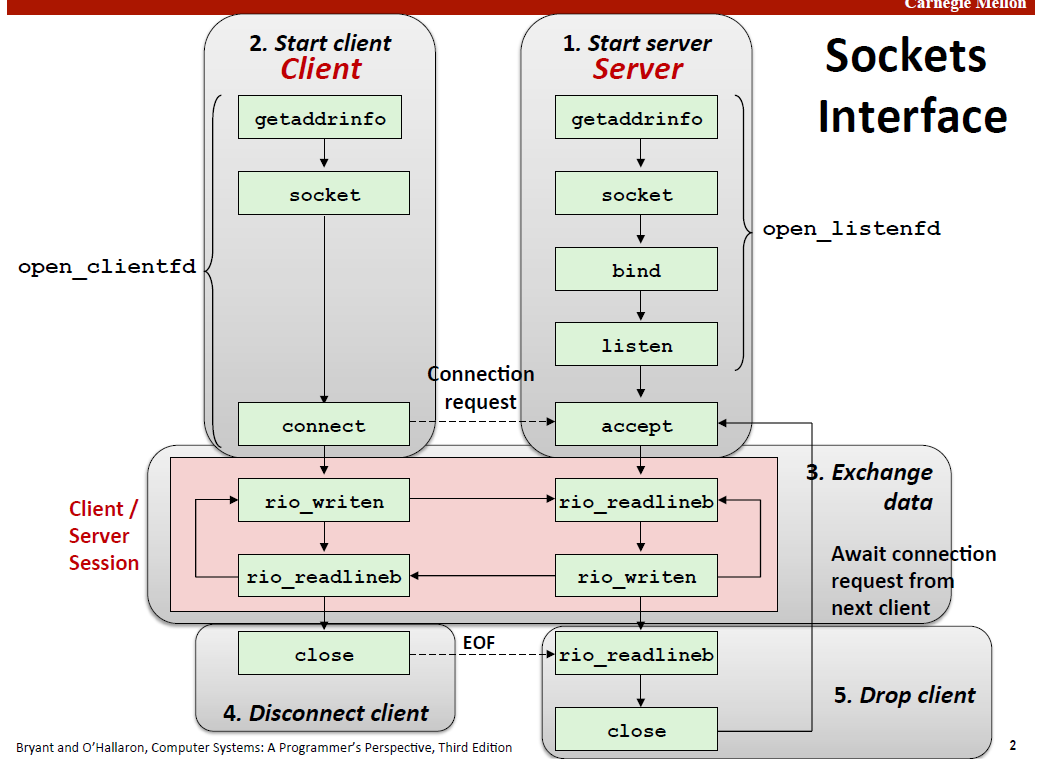 Carnegie Mellon
Sockets
Interface
2. Start client
Client
1. Start server
Server
getaddrinfo
getaddrinfo
socket
socket
open_listenfd
open_clientfd
bind
listen
Connection
request
connect
accept
3. Exchange
data
Client /
Server
Session
rio_writen
rio_readlineb
rio_readlineb
rio_writen
Await connection
request from
next client
close
EOF
rio_readlineb
4. Disconnect client
5. Drop client
close
Bryant and O'Hallaron, Computer Systems: A Programmer's Perspective, Third Edition
2